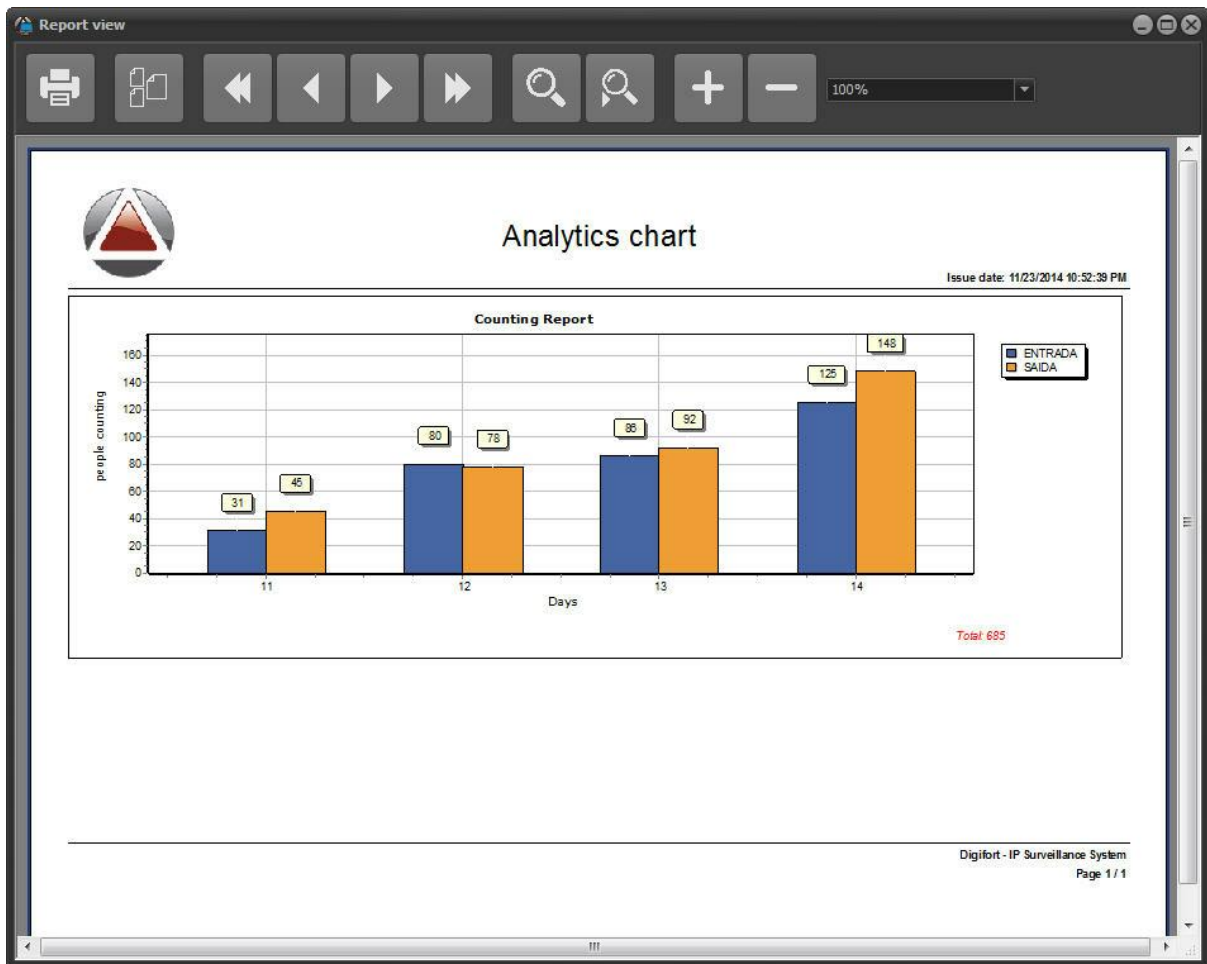 Report view
100%
Analytics chart
Issue date: 11/23/2014 10:52:39 PM
Counting Report
ENTRADA
SAIDA
people counting
160
140
120
100
80
60
40
20
0
31
45
80
78
86
92
125
148
11
12
13
14
Days
Total: 685
Digifort - IP Surveillance System
Page 1 / 1